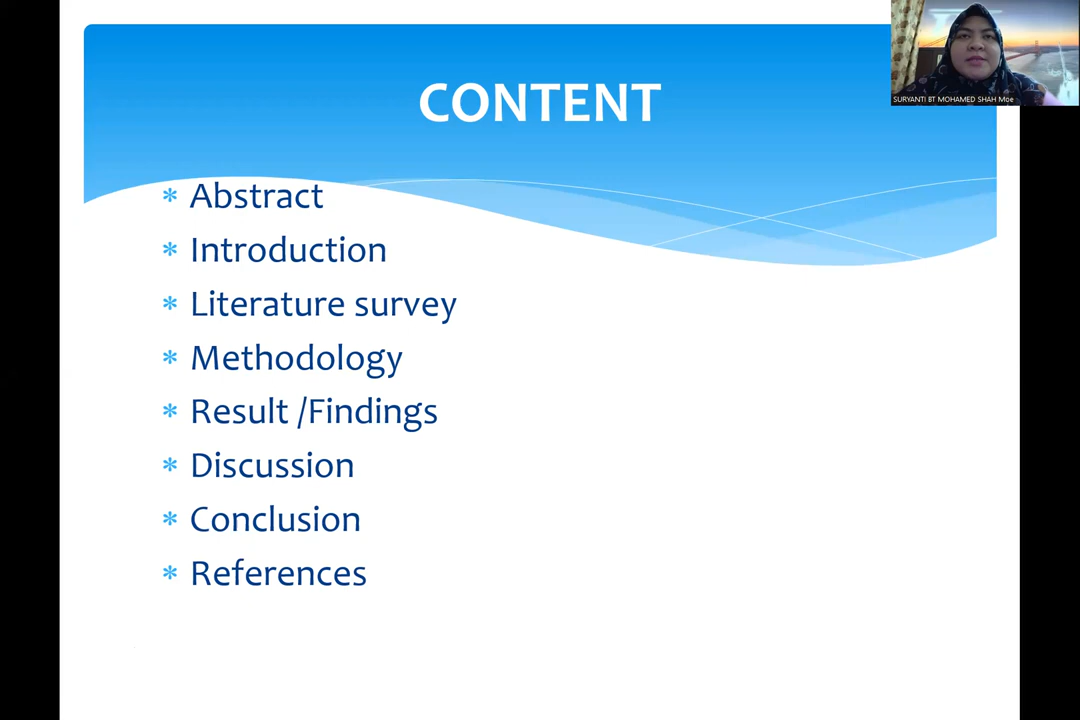 CONTENT
SURYANTI BT MOHAMED SHAH Moe
* Abstract
* Introduction
* Literature survey
* Methodology
* Result /Findings
* Discussion
* Conclusion
* References